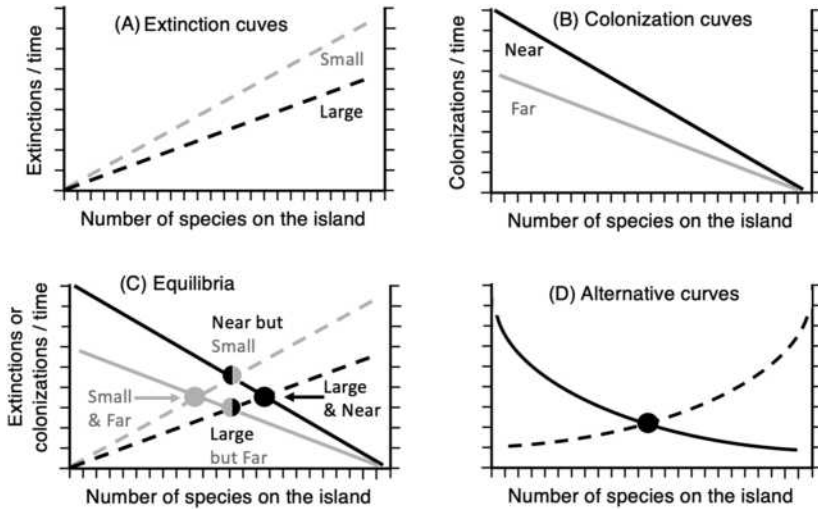 (A) Extinction cuves
Small
Large
Extinctions / time
Number of species on the island
(B) Colonization cuves
Near
Far
Colonizations / time
Number of species on the island
(C) Equilibria
Near but
Small
Small
& Far
Large
& Near
Large
but Far
Extinctions or
colonizations / time
Number of species on the island
(D) Alternative curves
Number of species on the island